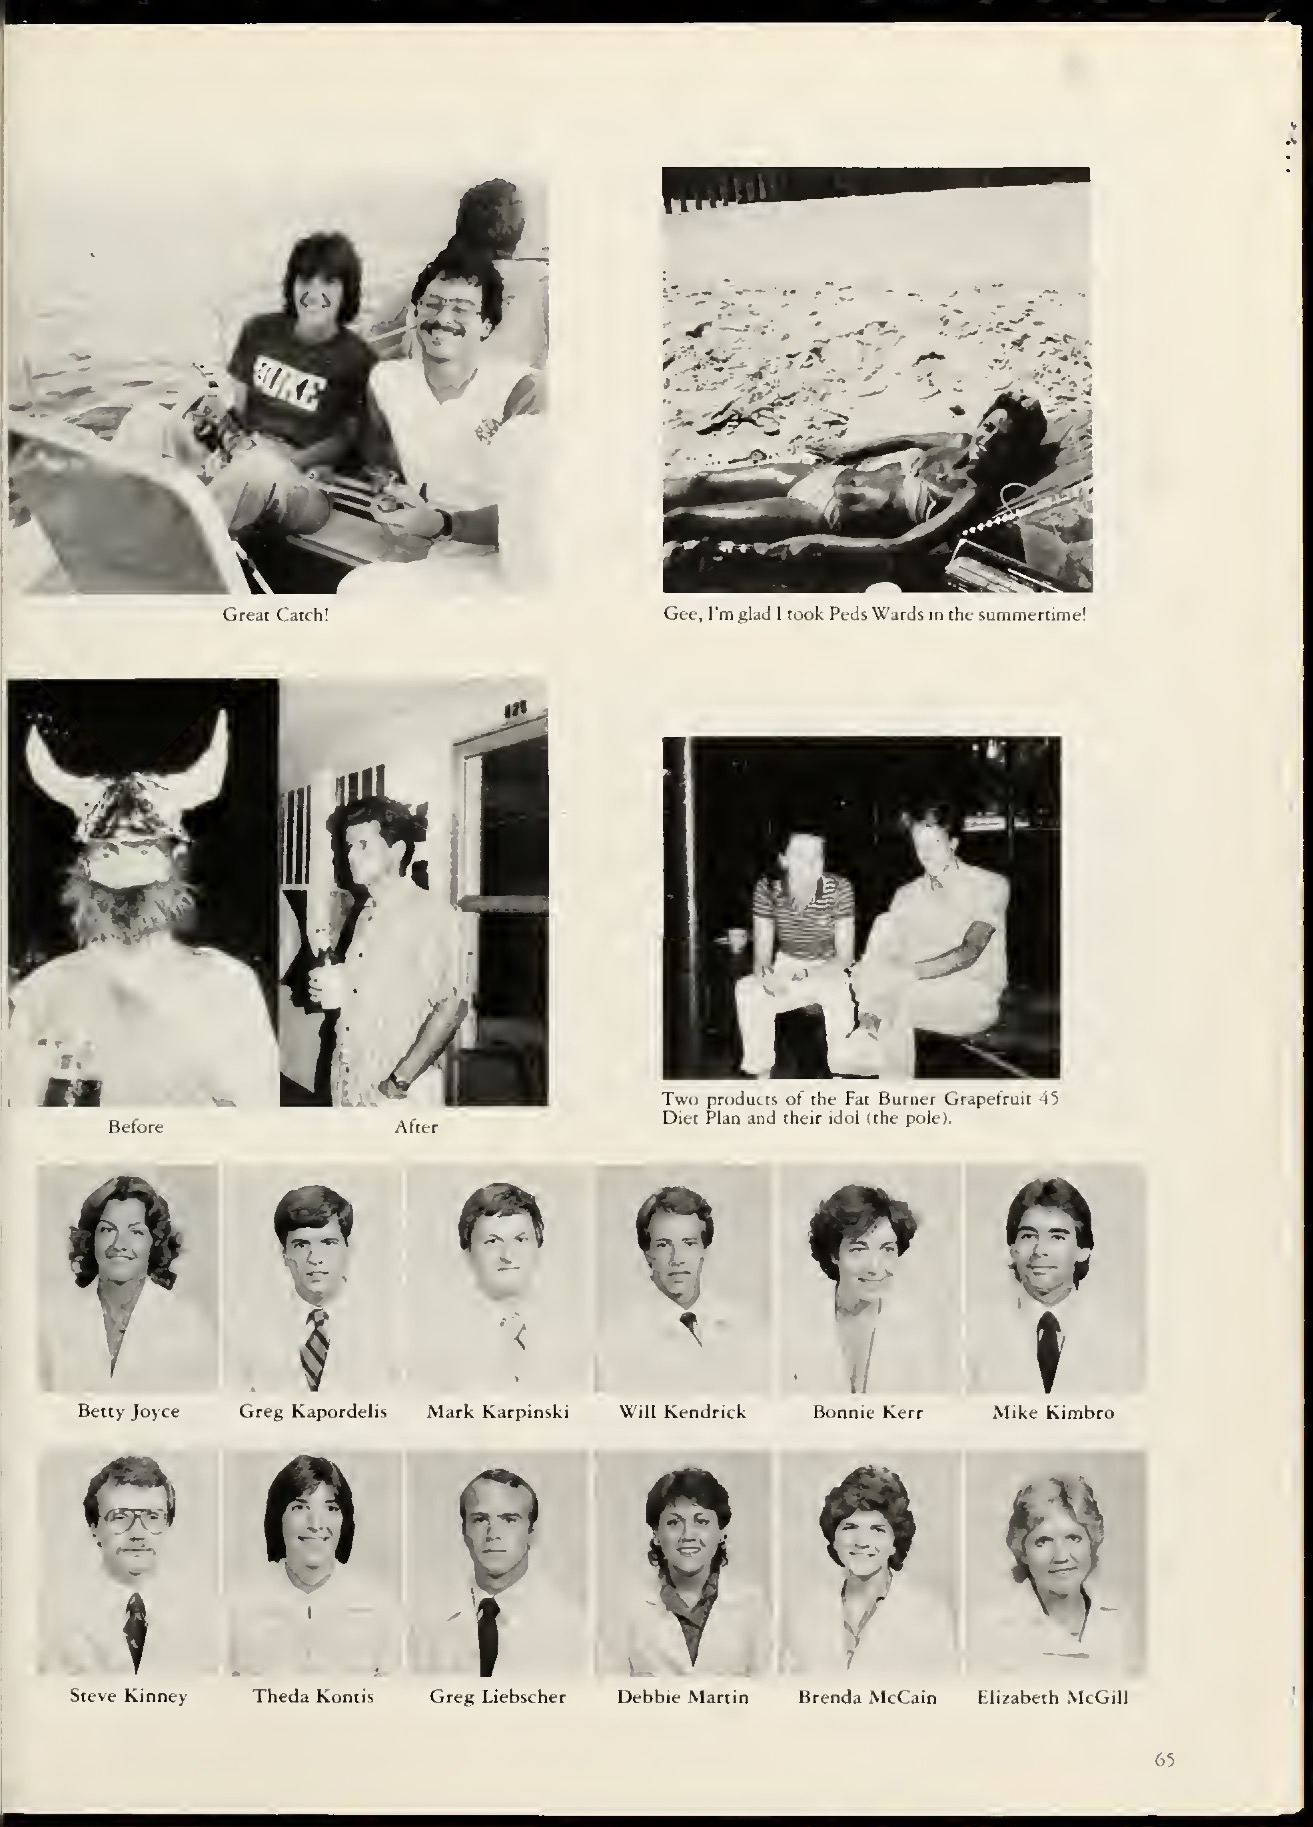 NIKE
Great Catch!
Gee, I'm glad I took Peds Wards in the summertime!
Before
After
Two products of the Fat Burner Grapefruit 45
Diet Plan and their idol (the pole).
Betty Joyce
Greg Kapordelis
Mark Karpinski
Will Kendrick
Bonnie Kerr
Mike Kimbro
Steve Kinney
Theda Kontis
Greg Liebscher
Debbie Martin
Brenda McCain
Elizabeth McGill
65